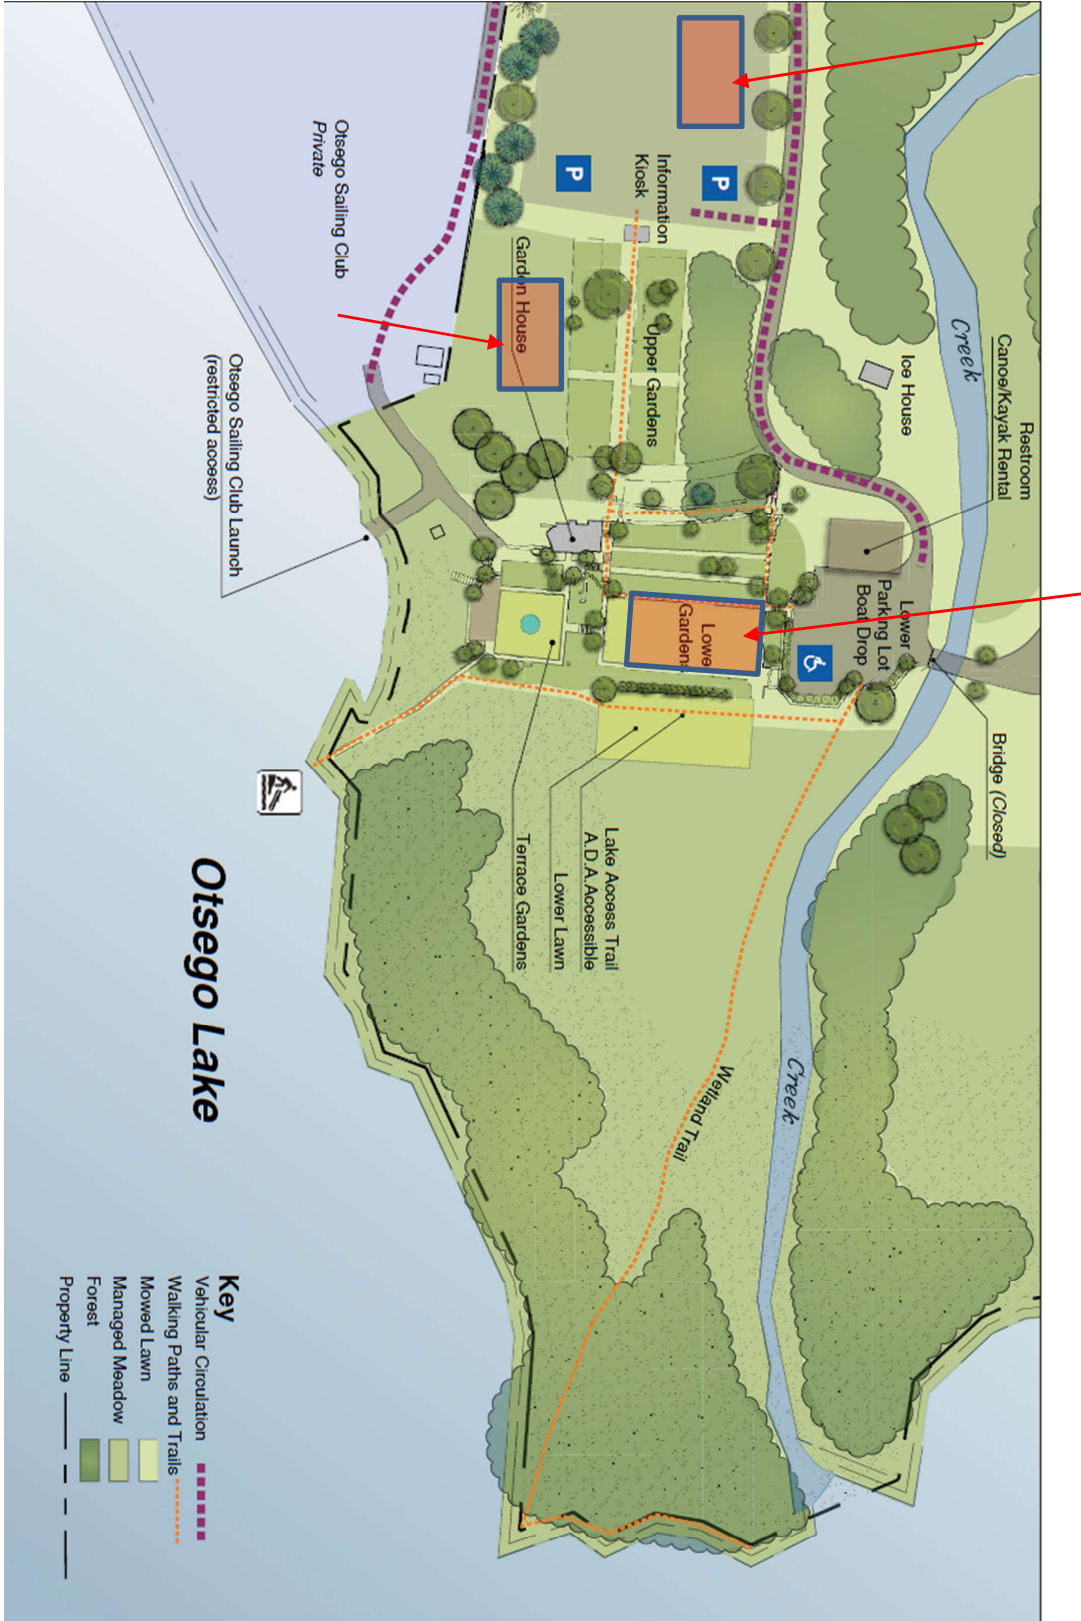 Otsego Sailing Club
Private
Information
Kiosk
P
P
Garden House
Upper Gardens
Otsego Sailing Club Launch
(restricted access)
Ice House
Creek
Restroom
Canoe/Kayak Rental
Lower
Parking Lot
Boat Drop
Lowe
Gardens
Bridge (Closed)
Lake Access Trail
A.D.A.Accessible
Lower Lawn
Terrace Gardens
Otsego Lake
Wetland Trail
Creek
Key
Vehicular Circulation
Walking Paths and Trails
Mowed Lawn
Managed Meadow
Forest
Property Line